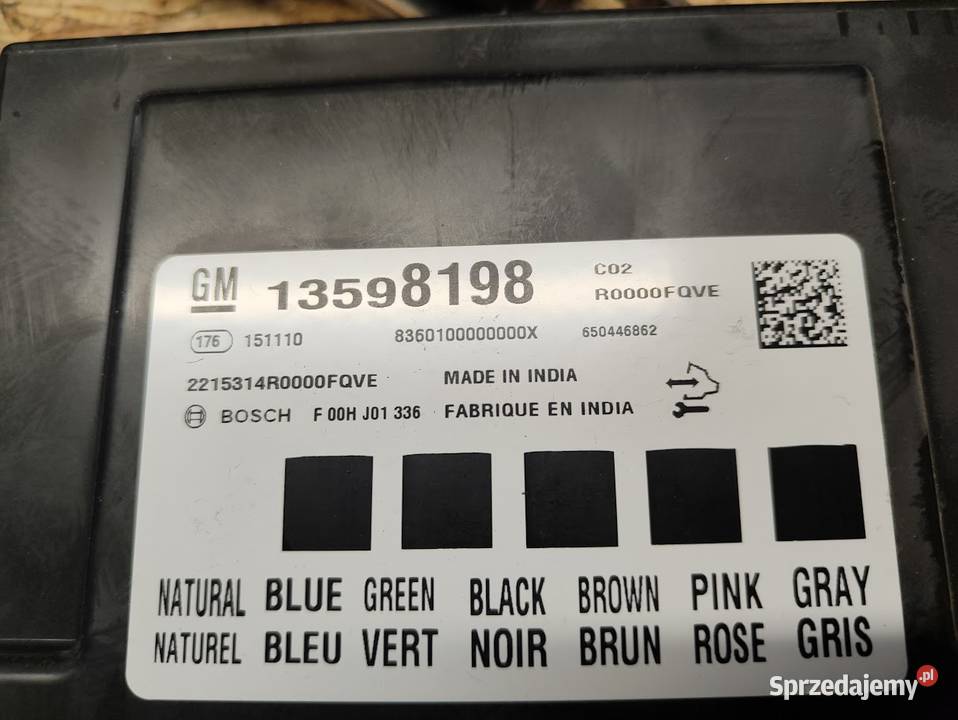 GM 13598198 C02
R0000FQVE
176 151110 8360100000000X 650446862
2215314R0000FQVE MADE IN INDIA
BOSCH F 00H J01 336 FABRIQUE EN INDIA
NATURAL BLUE GREEN BLACK BROWN PINK GRAY
NATUREL BLEU VERT NOIR BRUN ROSE GRIS
Sprzedajemy.pl